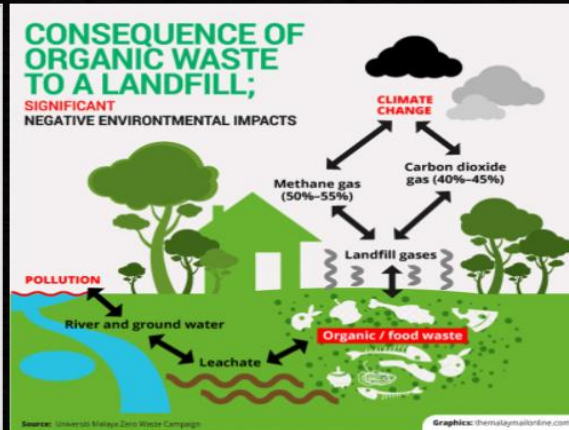 CONSEQUENCE OF
ORGANIC WASTE
TO A LANDFILL;
SIGNIFICANT
NEGATIVE ENVIRONTMENTAL IMPACTS
CLIMATE
CHANGE
Methane gas
(50%–55%)
Carbon dioxide
gas (40%–45%)
Landfill gases
POLLUTION
River and ground water
Organic / food waste
Leachate
Source: Universiti Malaya Zero Waste Campaign
Graphics: themalaymailonline.com